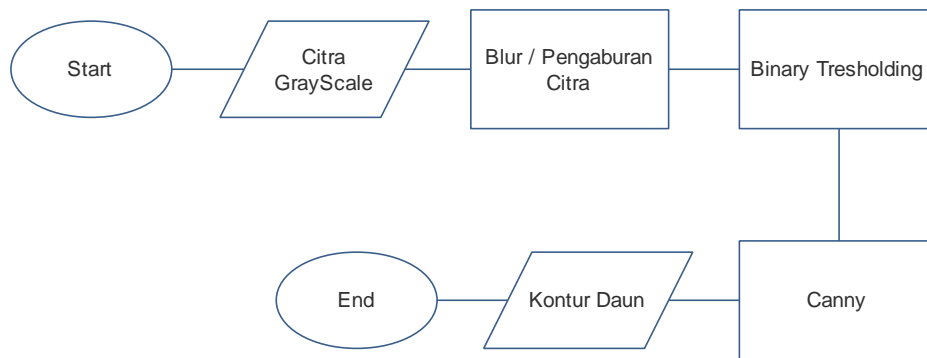 Start
Citra
GrayScale
Blur / Pengaburan
Citra
Binary Tresholding
Canny
Kontur Daun
End